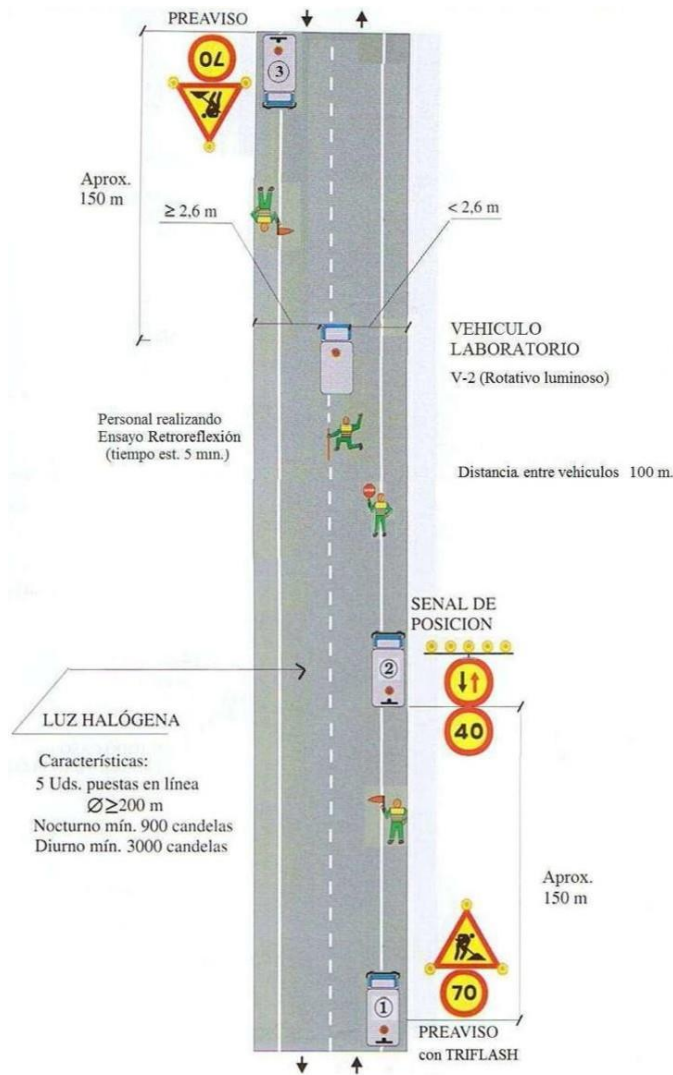 PREAVISO
70
3
Aprox.
150 m
≥ 2,6 m
< 2,6 m
VEHICULO
LABORATORIO
V-2 (Rotativo luminoso)
Personal realizando
Ensayo Retroreflexión
(tiempo est. 5 min.)
Distancia entre vehiculos 100 m.
STOP
SENAL DE
POSICION
2
40
LUZ HALÓGENA
Características:
5 Uds. puestas en línea
Ø ≥200 m
Nocturno mín. 900 candelas
Diurno mín. 3000 candelas
Aprox.
150 m
70
1
PREAVISO
con TRIFLASH